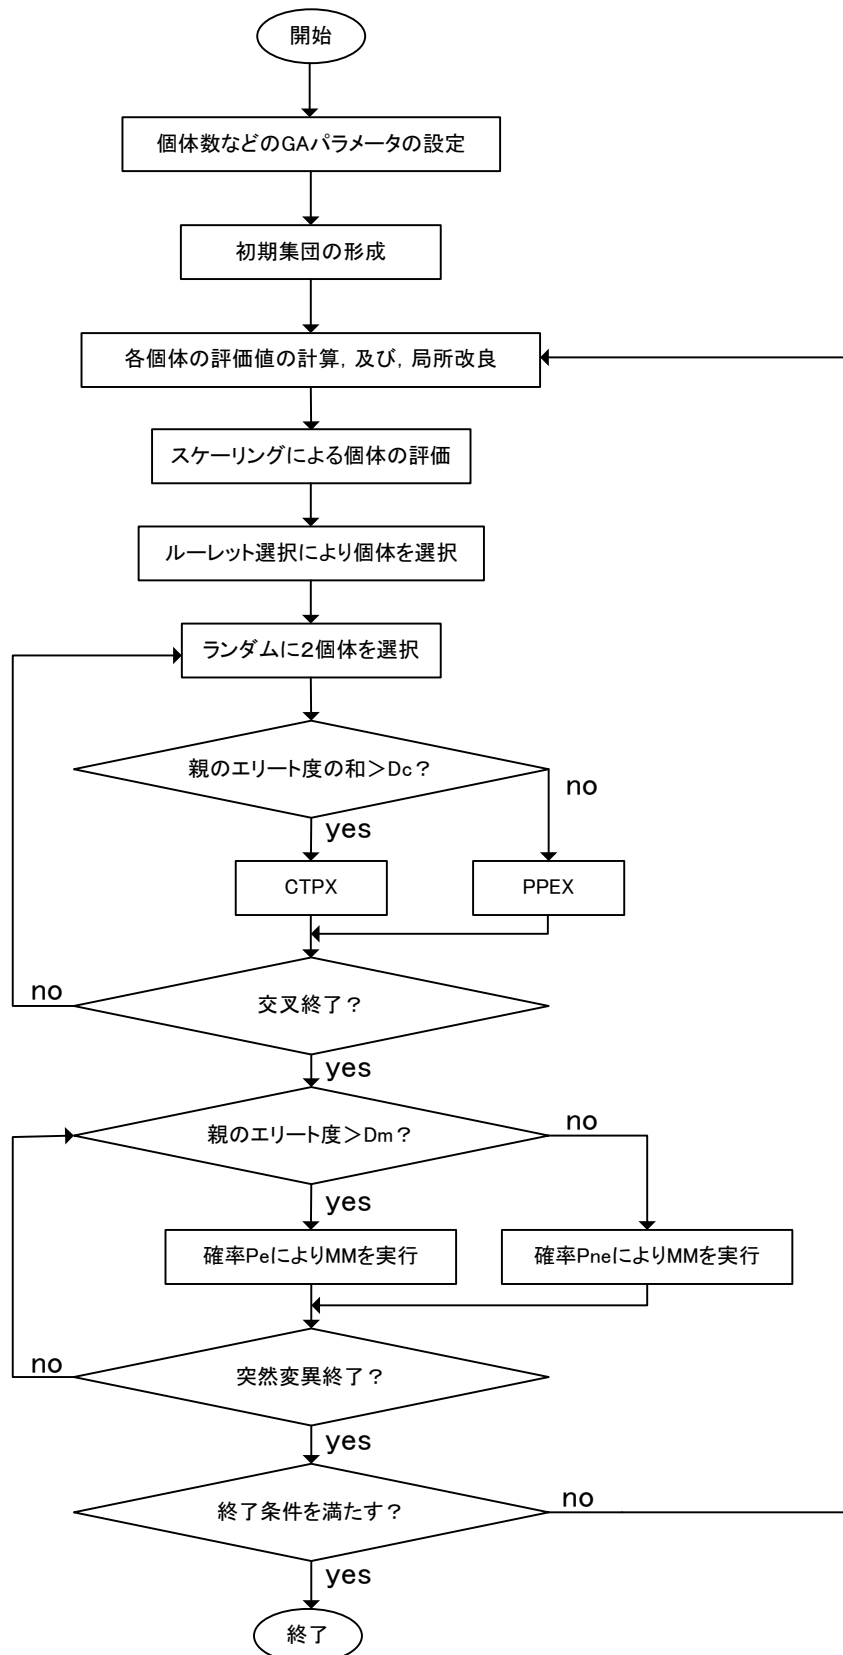 開始
個体数などのGAパラメータの設定
初期集団の形成
各個体の評価値の計算, 及び, 局所改良
スケーリングによる個体の評価
ルーレット選択により個体を選択
ランダムに2個体を選択
親のエリート度の和＞Dc？
no
yes
CTPX
PPEX
no
交叉終了？
yes
親のエリート度＞Dm？
no
yes
確率PeによりMMを実行
確率PneによりMMを実行
no
突然変異終了？
yes
終了条件を満たす？
no
yes
終了